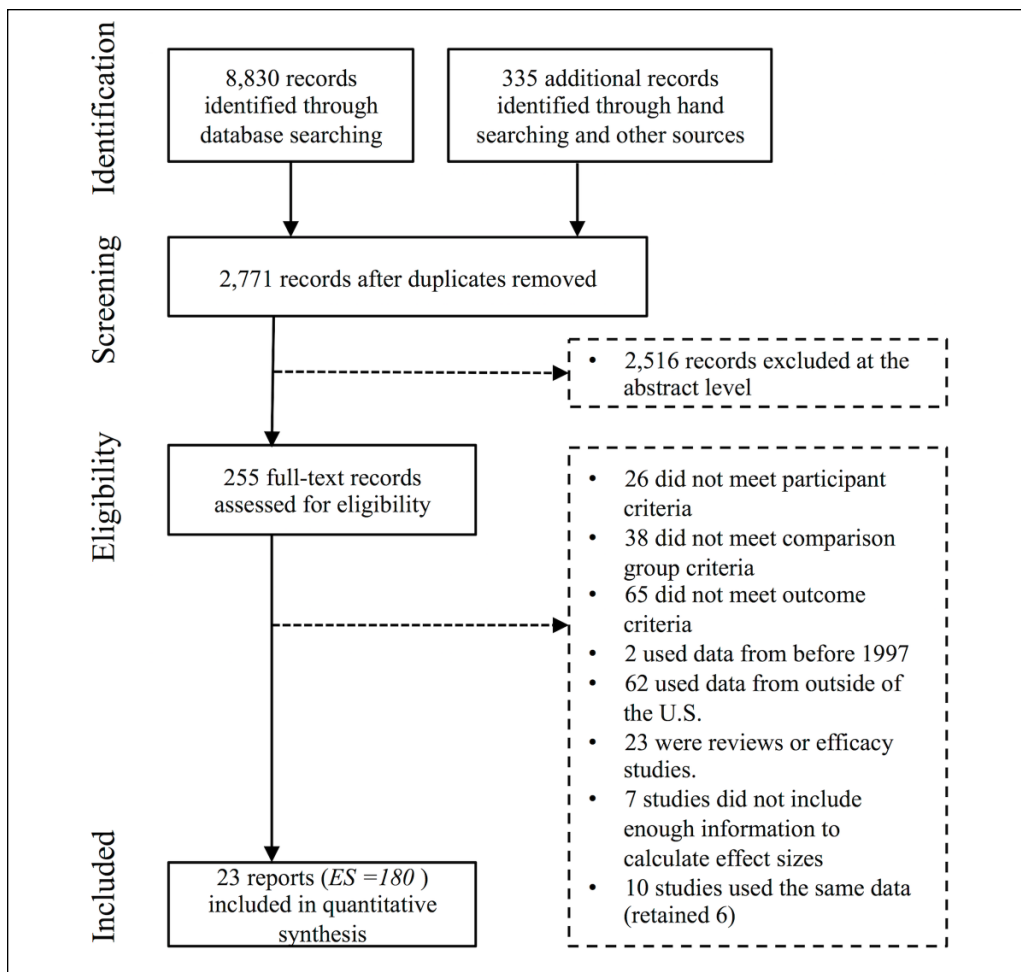 Identification
8,830 records
identified through
database searching
335 additional records
identified through hand
searching and other sources
Screening
2,771 records after duplicates removed
• 2,516 records excluded at the
abstract level
Eligibility
255 full-text records
assessed for eligibility
• 26 did not meet participant
criteria
• 38 did not meet comparison
group criteria
• 65 did not meet outcome
criteria
• 2 used data from before 1997
• 62 used data from outside of
the U.S.
• 23 were reviews or efficacy
studies.
• 7 studies did not include
enough information to
calculate effect sizes
• 10 studies used the same data
(retained 6)
Included
23 reports (ES =180 )
included in quantitative
synthesis